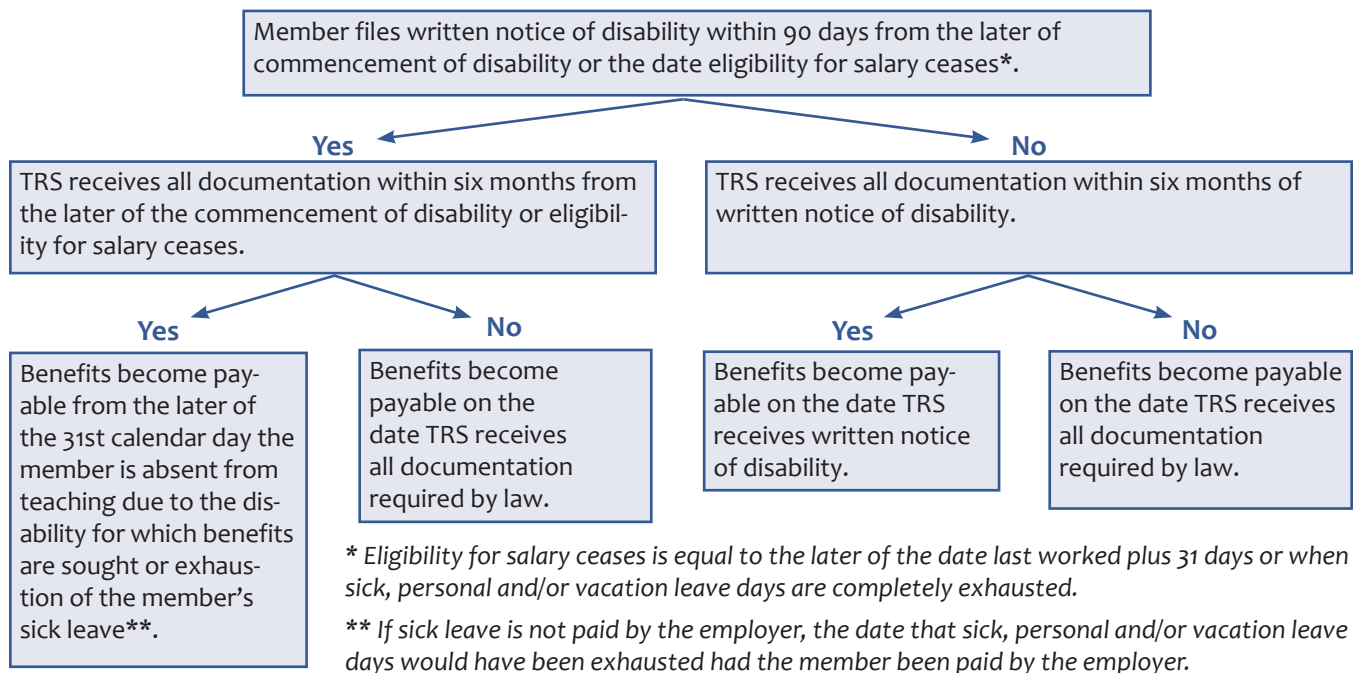 Member files written notice of disability within 90 days from the later of
commencement of disability or the date eligibility for salary ceases*.
Yes
No
TRS receives all documentation within six months from
the later of the commencement of disability or eligibil-
ity for salary ceases.
TRS receives all documentation within six months of
written notice of disability.
Yes
No
Yes
No
Benefits become pay-
able from the later of
the 31st calendar day the
member is absent from
teaching due to the dis-
ability for which benefits
are sought or exhaus-
tion of the member's
sick leave**.
Benefits become
payable on the
date TRS receives
all documentation
required by law.
Benefits become pay-
able on the date TRS
receives written notice
of disability.
Benefits become payable
on the date TRS receives
all documentation
required by law.
* Eligibility for salary ceases is equal to the later of the date last worked plus 31 days or when
sick, personal and/or vacation leave days are completely exhausted.
** If sick leave is not paid by the employer, the date that sick, personal and/or vacation leave
days would have been exhausted had the member been paid by the employer.